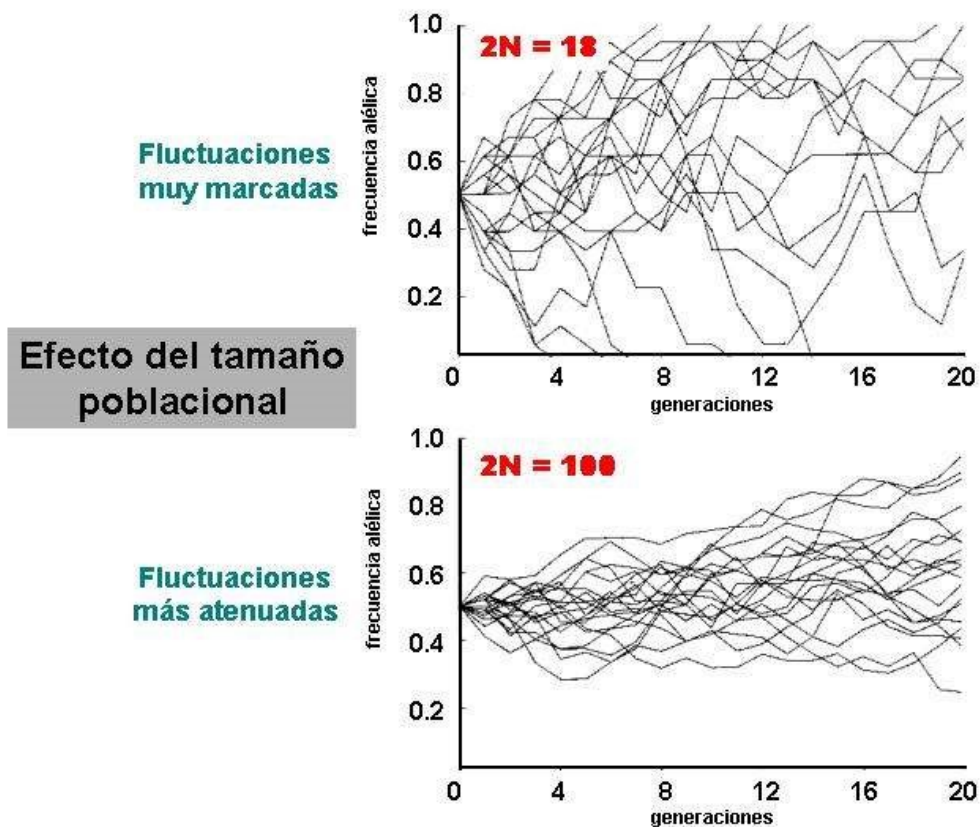 2N = 18
Fluctuaciones
muy marcadas
frecuencia alélica
1.0
0.8
0.6
0.4
0.2
0
4
8
12
16
20
generaciones
Efecto del tamaño
poblacional
2N = 100
Fluctuaciones
más atenuadas
frecuencia alélica
1.0
0.8
0.6
0.4
0.2
0
4
8
12
16
20
generaciones